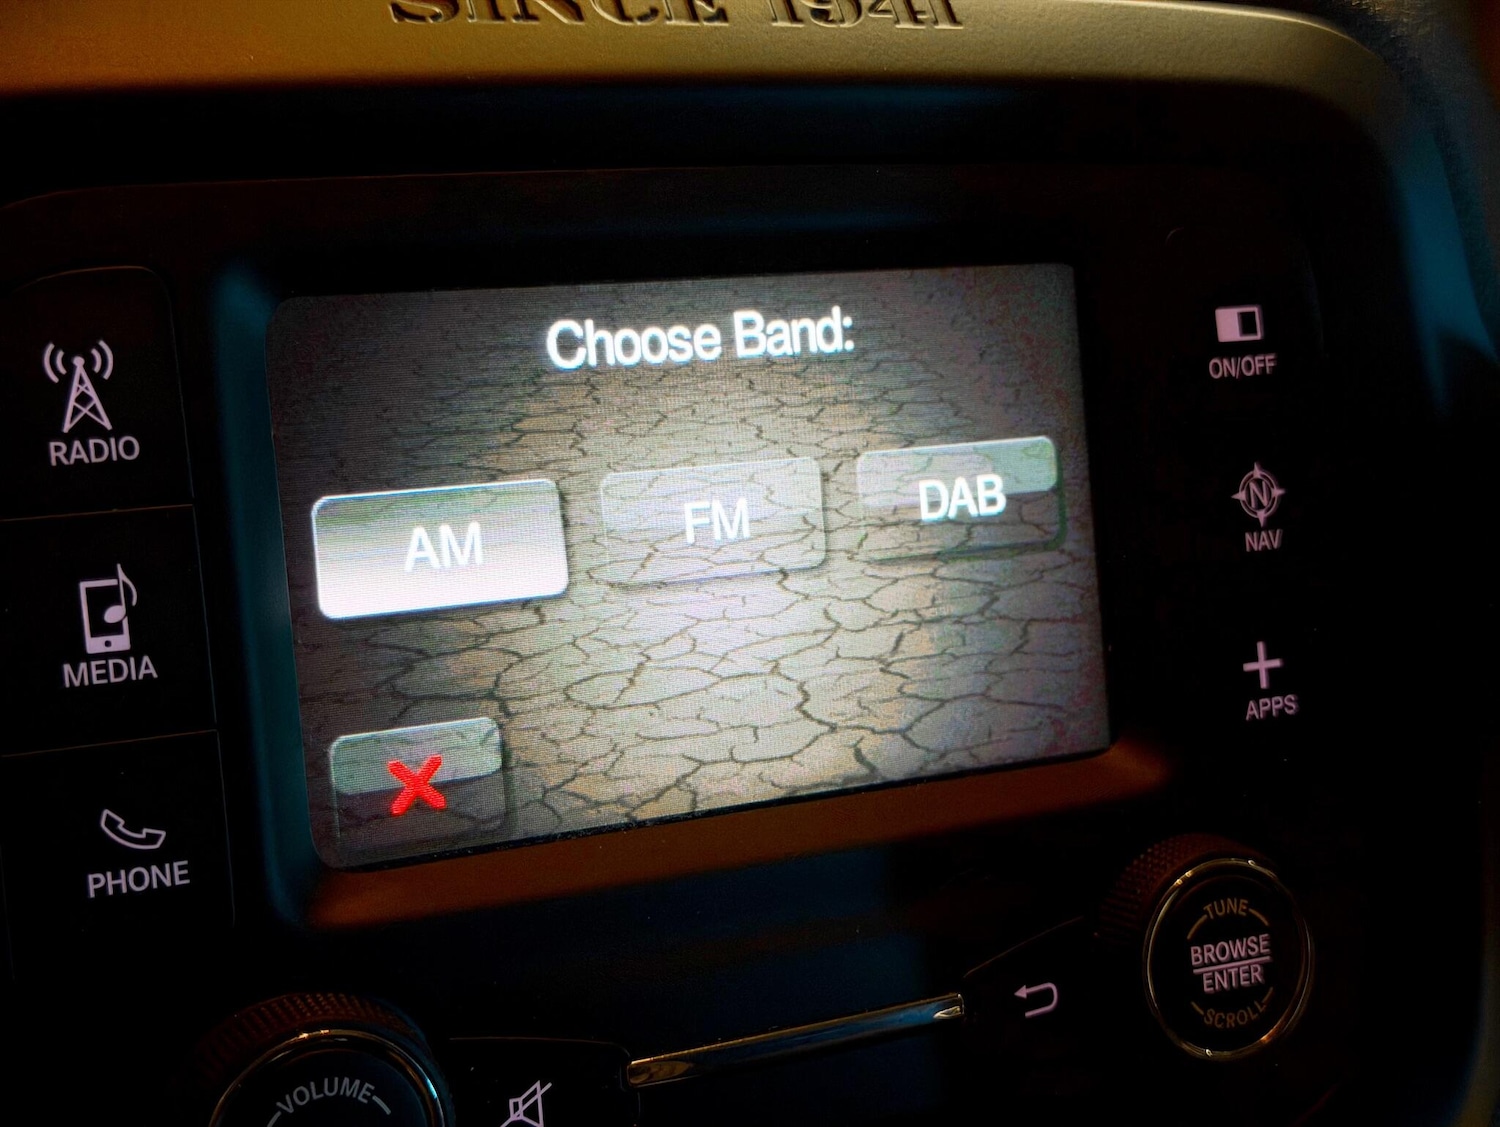 SINCE 1941
Choose Band:
AM
FM
DAB
RADIO
MEDIA
PHONE
ON/OFF
N
NAV
APPS
TUNE
BROWSE
ENTER
SCROLL
VOLUME